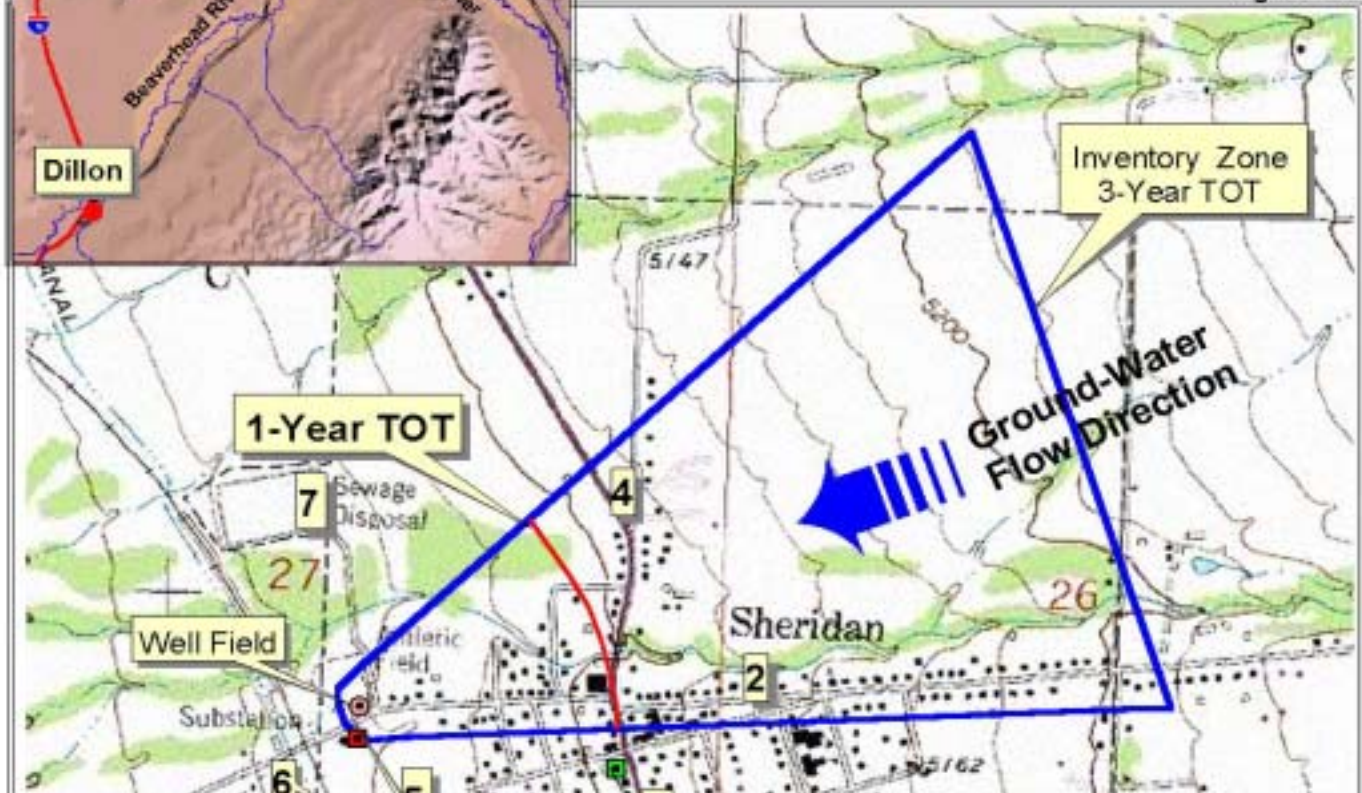 Beaverhead
Dillon
Inventory Zone
3-Year TOT
5147
5200
Ground-Water
Flow Direction
1-Year TOT
4
7
Sewage
Disposal
27
26
Well Field
Sheridan
2
Substation
5162
6
5